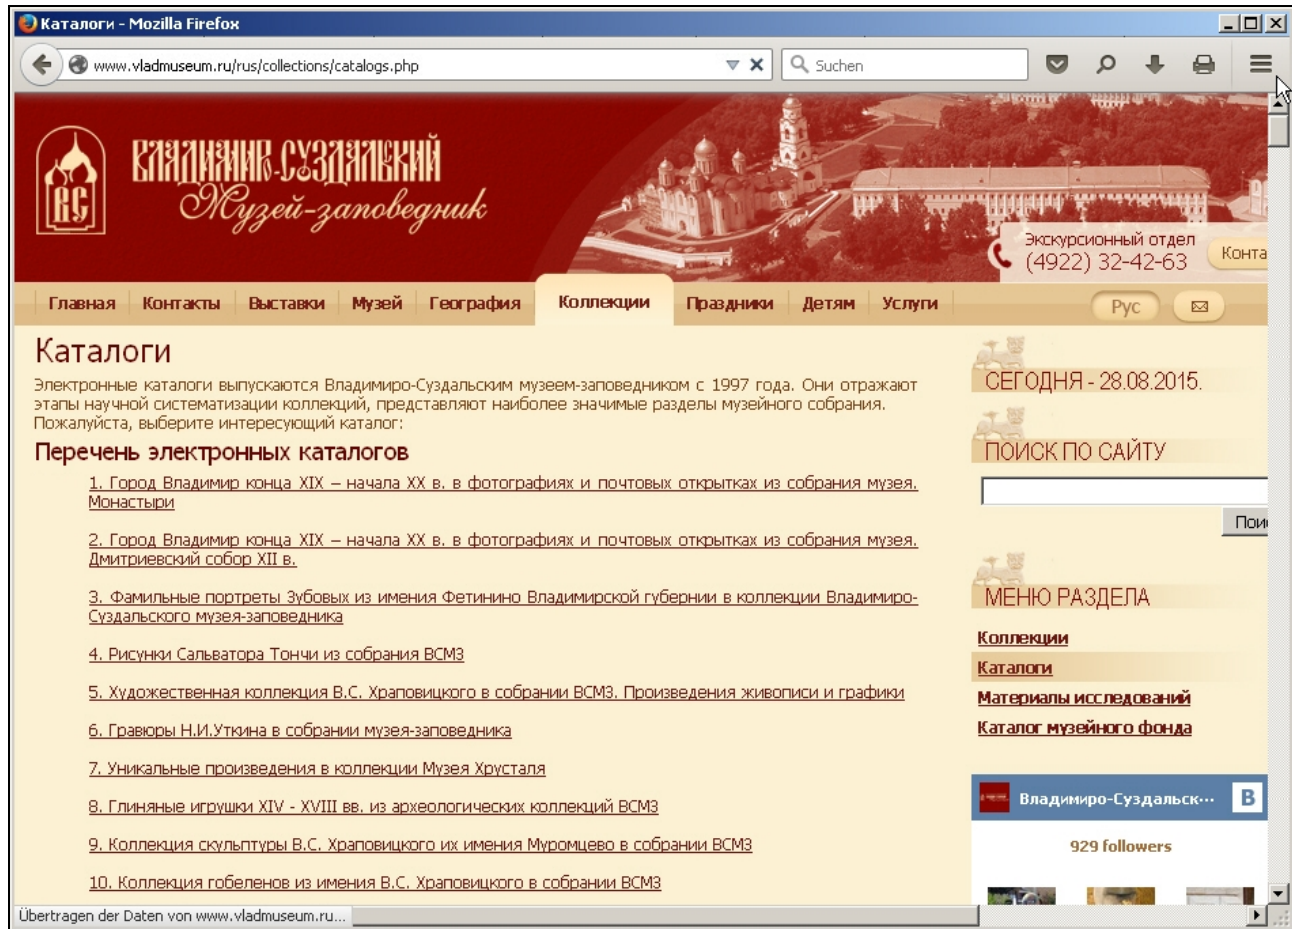 Каталоги - Mozilla Firefox
www.vladmuseum.ru/rus/collections/catalogs.php
Suchen
ВЛАДИМИРО-СУЗДАЛЬСКИЙ
Музей-заповедник
ВС
Экскурсионный отдел
(4922) 32-42-63
Конта
Главная Контакты Выставки Музей География Коллекции Праздники Детям Услуги
Рус
Каталоги
Электронные каталоги выпускаются Владимиро-Суздальским музеем-заповедником с 1997 года. Они отражают
этапы научной систематизации коллекций, представляют наиболее значимые разделы музейного собрания.
Пожалуйста, выберите интересующий каталог:
Перечень электронных каталогов
1. Город Владимир конца XIX – начала XX в. в фотографиях и почтовых открытках из собрания музея.
Монастыри
2. Город Владимир конца XIX – начала XX в. в фотографиях и почтовых открытках из собрания музея.
Дмитриевский собор XII в.
3. Фамильные портреты Зубовых из имения Фетинино Владимирской губернии в коллекции Владимиро-
Суздальского музея-заповедника
4. Рисунки Сальватора Тончи из собрания ВСМЗ
5. Художественная коллекция В.С. Храповицкого в собрании ВСМЗ. Произведения живописи и графики
6. Гравюры Н.И.Уткина в собрании музея-заповедника
7. Уникальные произведения в коллекции Музея Хрусталя
8. Глиняные игрушки XIV - XVIII вв. из археологических коллекций ВСМЗ
9. Коллекция скульптуры В.С. Храповицкого их имения Муромцево в собрании ВСМЗ
10. Коллекция гобеленов из имения В.С. Храповицкого в собрании ВСМЗ
СЕГОДНЯ - 28.08.2015.
ПОИСК ПО САЙТУ
Пои
МЕНЮ РАЗДЕЛА
Коллекции
Каталоги
Материалы исследований
Каталог музейного фонда
Владимиро-Суздальск···
B
929 followers
Übertragen der Daten von www.vladmuseum.ru...